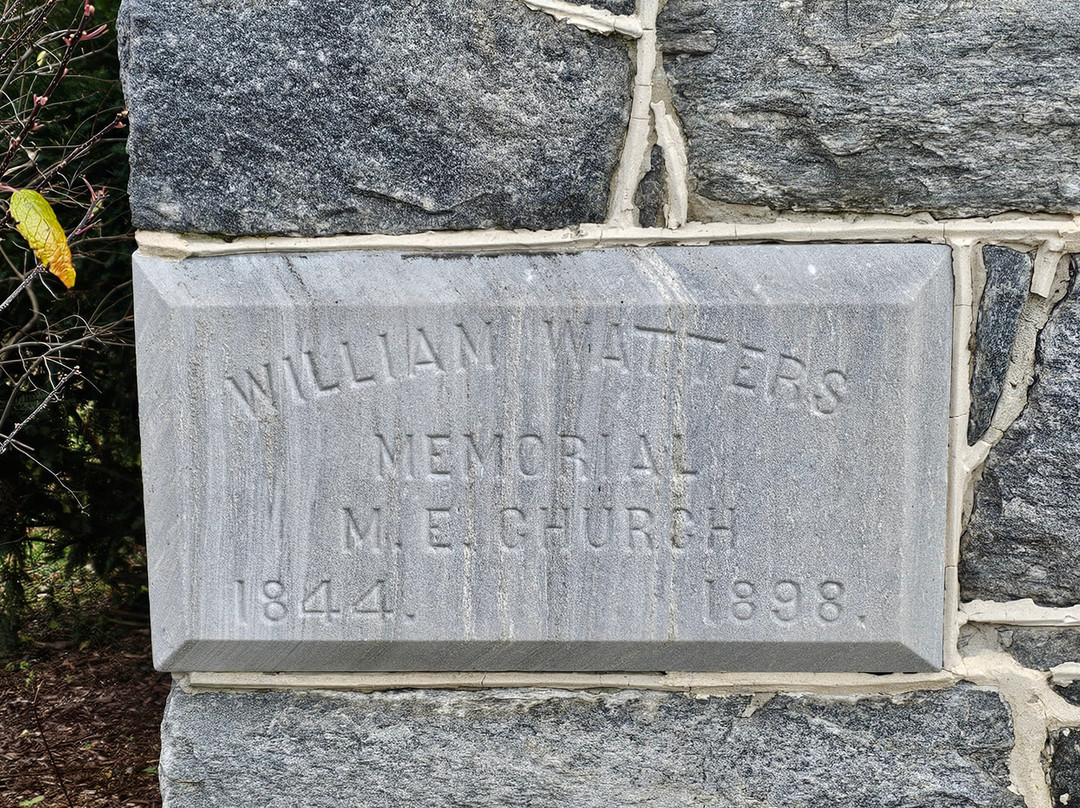 WILLIAM WATTERS
MEMORIAL
M. E. CHURCH
1844. 1898.